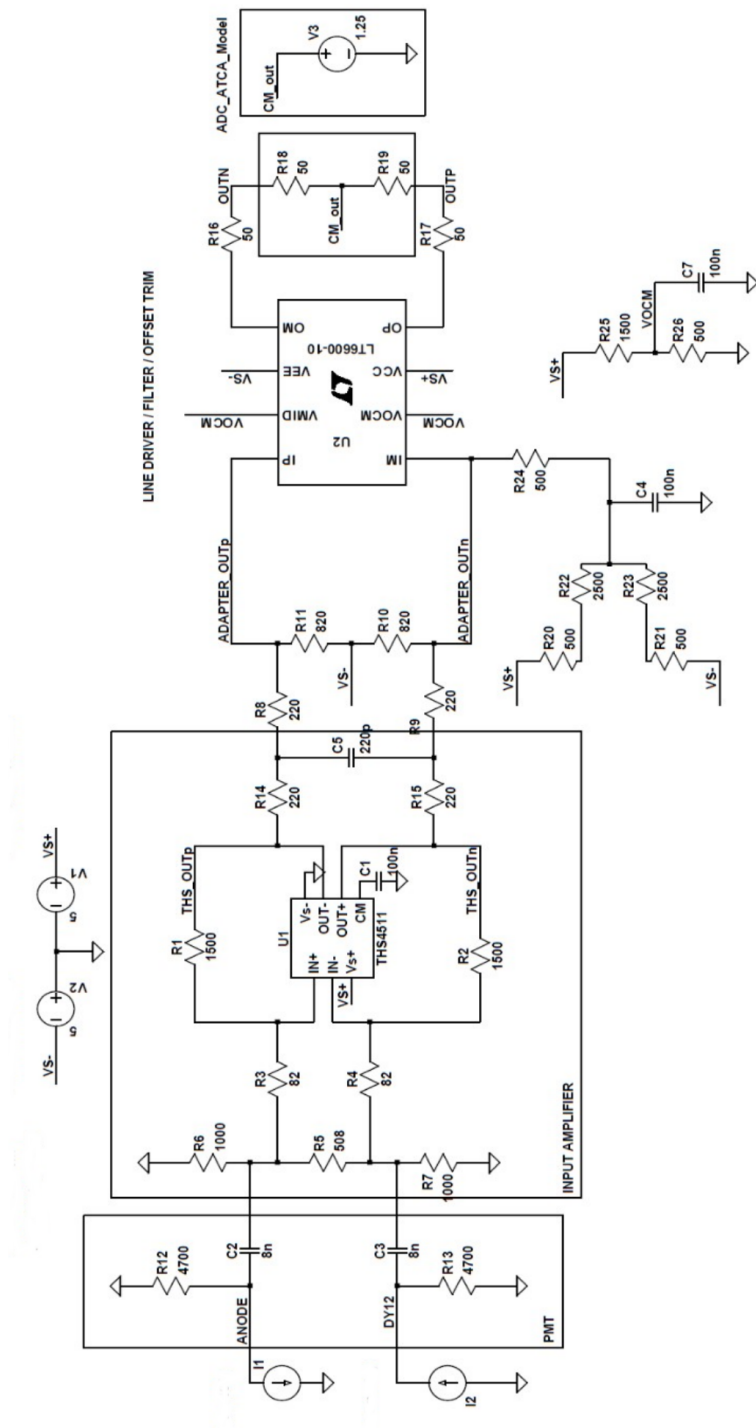 ADC_ATCA_Model
CM_out
V3
+
−
1.25
OUTN
R16
50
R18
50
CM_out
R19
50
R17
50
OUTP
LINE DRIVER / FILTER / OFFSET TRIM
OM
OP
VEE
VCC
VMID
VOCM
IP
IM
LT6600-10
U2
VS-
VS+
VOCM
VOCM
VS+
R25
1500
VOCM
R26
500
C7
100n
ADAPTER_OUTp
ADAPTER_OUTn
R11
820
R10
820
VS-
R8
220
R9
220
R24
500
C4
100n
R22
2500
R23
2500
R20
500
R21
500
VS+
VS-
C5
220p
R14
220
R15
220
THS_OUTp
THS_OUTn
R1
1500
R2
1500
U1
THS4511
Vs-
OUT-
OUT+
CM
IN+
IN-
Vs+
VS+
C1
100n
VS+
V1
5
+
−
V2
5
+
−
VS-
R3
82
R4
82
R6
1000
R5
508
R7
1000
INPUT AMPLIFIER
R12
4700
C2
8n
ANODE
C3
8n
DY12
R13
4700
PMT
I1
I2